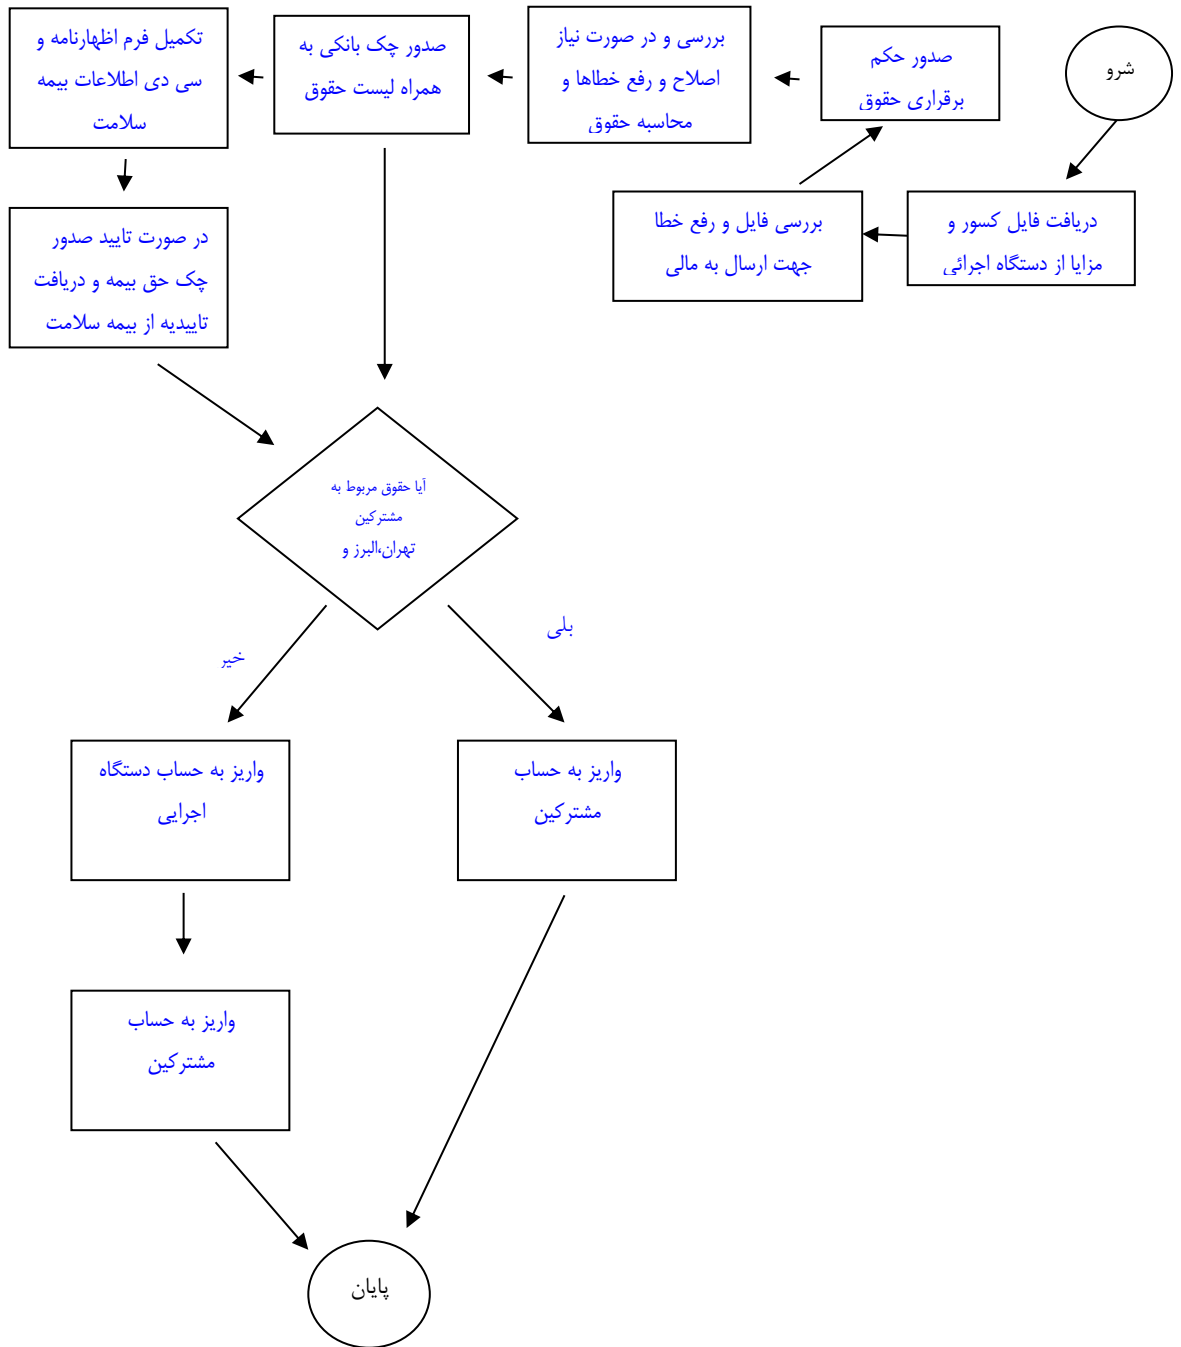 شرو
دریافت فایل کسور و
مزایا از دستگاه اجرائی
بررسی فایل و رفع خطا
جهت ارسال به مالی
صدور حکم
برقراری حقوق
بررسی و در صورت نیاز
اصلاح و رفع خطاها و
محاسبه حقوق
صدور چک بانکی به
همراه لیست حقوق
تکمیل فرم اظهارنامه و
سی دی اطلاعات بیمه
سلامت
در صورت تایید صدور
چک حق بیمه و دریافت
تاییدیه از بیمه سلامت
آیا حقوق مربوط به
مشترکین
تهران،البرز و
بلی
خیر
واریز به حساب
مشترکین
واریز به حساب دستگاه
اجرایی
واریز به حساب
مشترکین
پایان